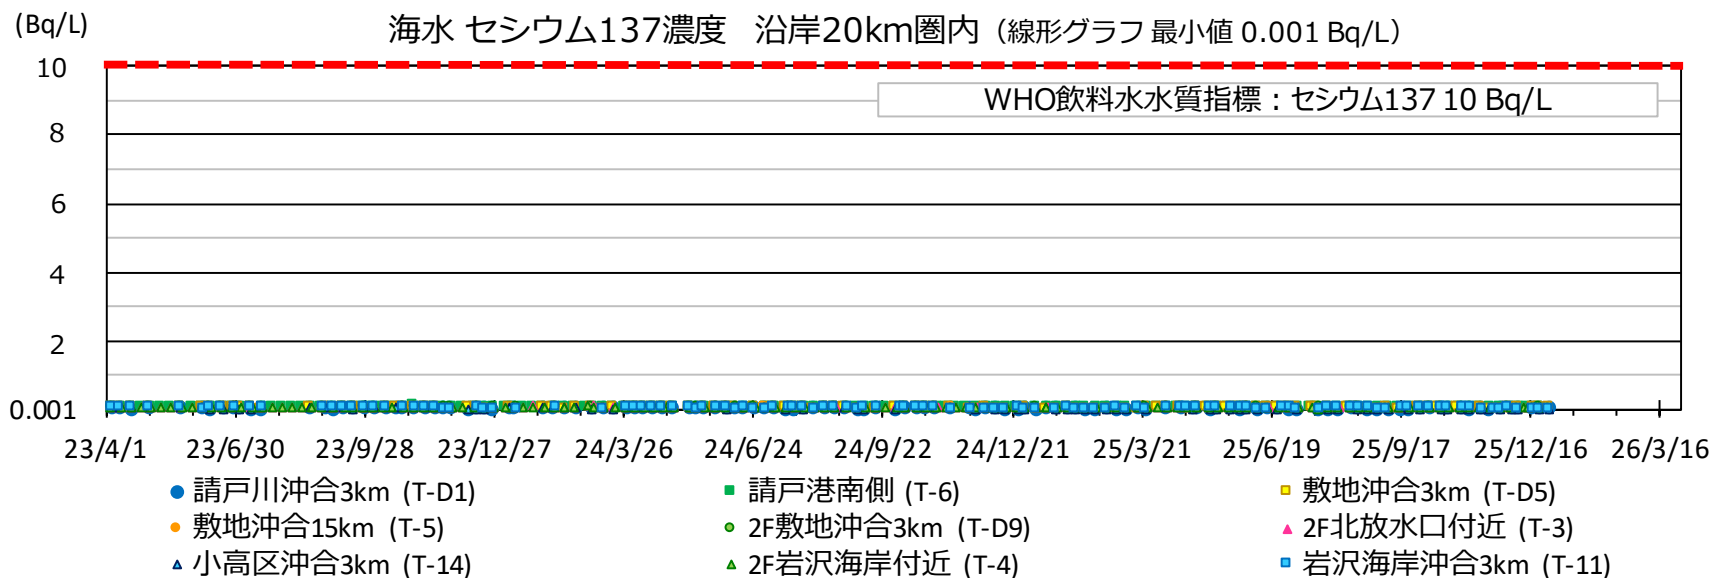 (Bq/L)
海水 セシウム137濃度 沿岸20km圏内（線形グラフ 最小値 0.001 Bq/L）
10
WHO飲料水水質指標：セシウム137 10 Bq/L
8
6
4
2
0.001
23/4/1 23/6/30 23/9/28 23/12/27 24/3/26 24/6/24 24/9/22 24/12/21 25/3/21 25/6/19 25/9/17 25/12/16 26/3/16
請戸川沖合3km (T-D1) 請戸港南側 (T-6) 敷地沖合3km (T-D5)
敷地沖合15km (T-5) 2F敷地沖合3km (T-D9) 2F北放水口付近 (T-3)
小高区沖合3km (T-14) 2F岩沢海岸付近 (T-4) 岩沢海岸沖合3km (T-11)